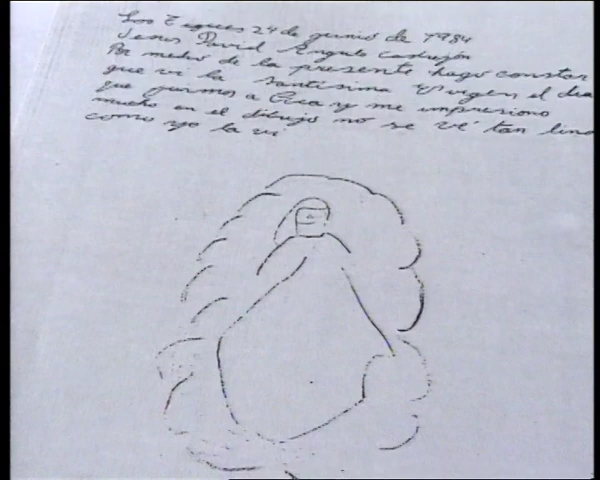 Los Teques 24 de junio de 1984
Jesus David Angulo Castrejón
Por medio de la presente hago constar
que vi la Santisima Virgen el dia
que fuimos a Cua y me impresiono
mucho en el dibujo no se ve tan lind
como yo la vi